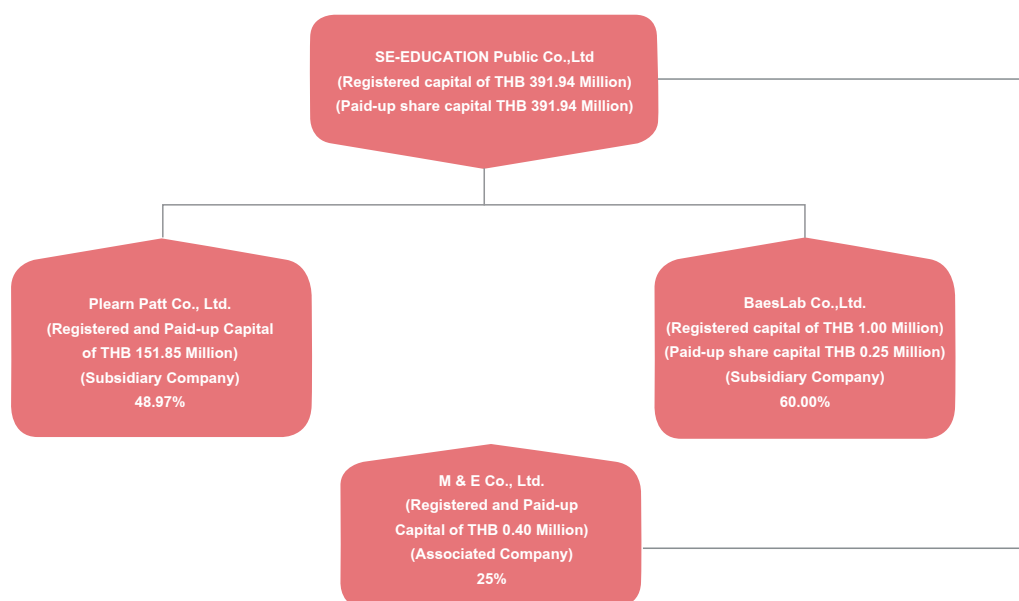 SE-EDUCATION Public Co.,Ltd
(Registered capital of THB 391.94 Million)
(Paid-up share capital THB 391.94 Million)
Plearn Patt Co., Ltd.
(Registered and Paid-up Capital
of THB 151.85 Million)
(Subsidiary Company)
48.97%
BaesLab Co.,Ltd.
(Registered capital of THB 1.00 Million)
(Paid-up share capital THB 0.25 Million)
(Subsidiary Company)
60.00%
M & E Co., Ltd.
(Registered and Paid-up
Capital of THB 0.40 Million)
(Associated Company)
25%